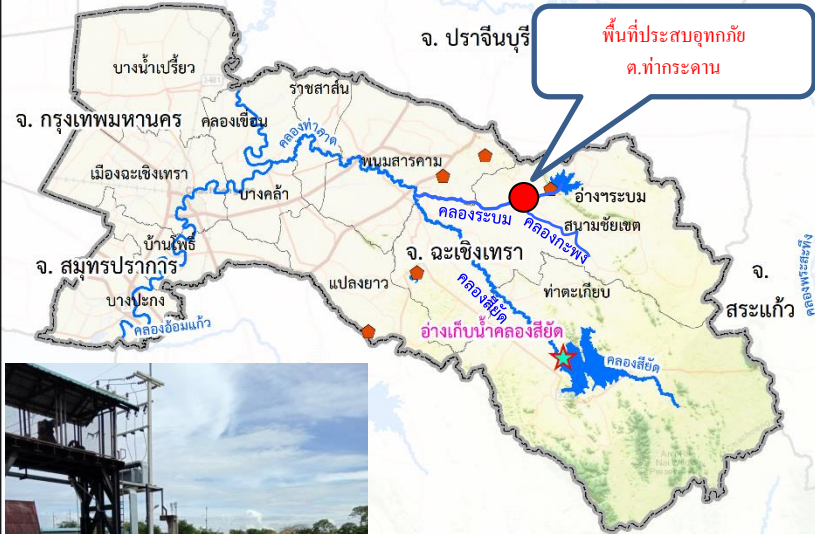 จ. ปราจีนบุรี
พื้นที่ประสบอุทกภัย
ต.ท่ากระดาน
บางน้ำเปรี้ยว
ราชสาส์น
จ. กรุงเทพมหานคร
คลองเขื่อน
คลองท่าลาด
พนมสารคาม
เมืองฉะเชิงเทรา
บางคล้า
อ่างฯระบม
คลองระบม
คลองกะพง
สนามชัยเขต
บ้านโพธิ์
จ. ฉะเชิงเทรา
จ. สมุทรปราการ
แปลงยาว
คลองสียัด
ท่าตะเกียบ
จ.
สระแก้ว
คลองพระสะทึง
บางปะกง
คลองอ้อมแก้ว
อ่างเก็บน้ำคลองสียัด
คลองสียัด